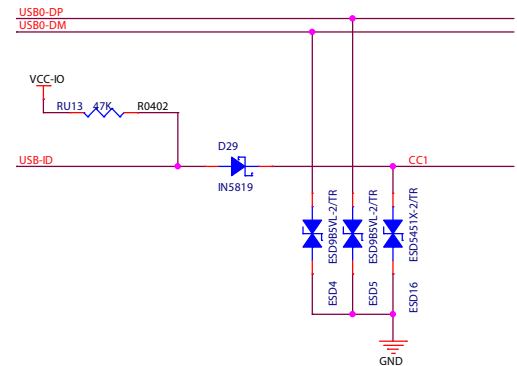 USB0-DP
USB0-DM
VCC-IO
RU13 47K R0402
D29
USB-ID
CC1
IN5819
ESD9B5VL-2/TR
ESD9B5VL-2/TR
ESD5451X-2/TR
ESD4
ESD5
ESD16
GND